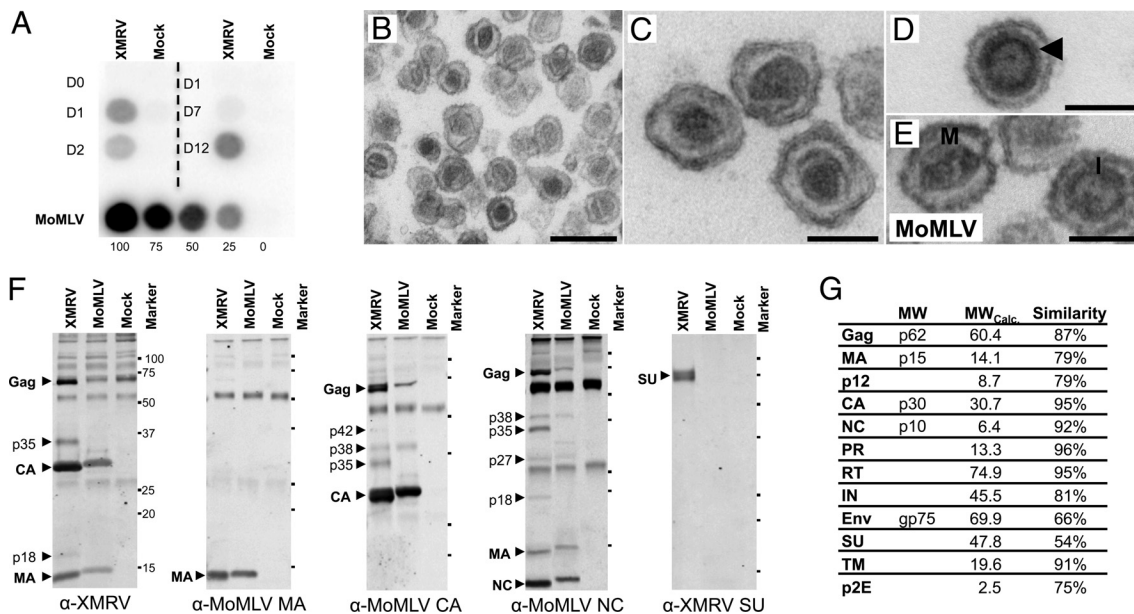 A
XMRV Mock XMRV Mock
D0 D1
D1 D7
D2 D12
MoMLV
100 75 50 25 0
B
C
D
E
M
I
MoMLV
F
XMRV MoMLV Mock Marker
Gag
p35
CA
p18
MA
100
75
50
37
25
20
15
α-XMRV
XMRV MoMLV Mock Marker
MA
α-MoMLV MA
XMRV MoMLV Mock Marker
Gag
p42
p38
p35
CA
α-MoMLV CA
XMRV MoMLV Mock Marker
Gag
p38
p35
p27
p18
MA
NC
α-MoMLV NC
XMRV MoMLV Mock Marker
SU
α-XMRV SU
G
MW MWCalc. Similarity
Gag p62 60.4 87%
MA p15 14.1 79%
p12 8.7 79%
CA p30 30.7 95%
NC p10 6.4 92%
PR 13.3 96%
RT 74.9 95%
IN 45.5 81%
Env gp75 69.9 66%
SU 47.8 54%
TM 19.6 91%
p2E 2.5 75%